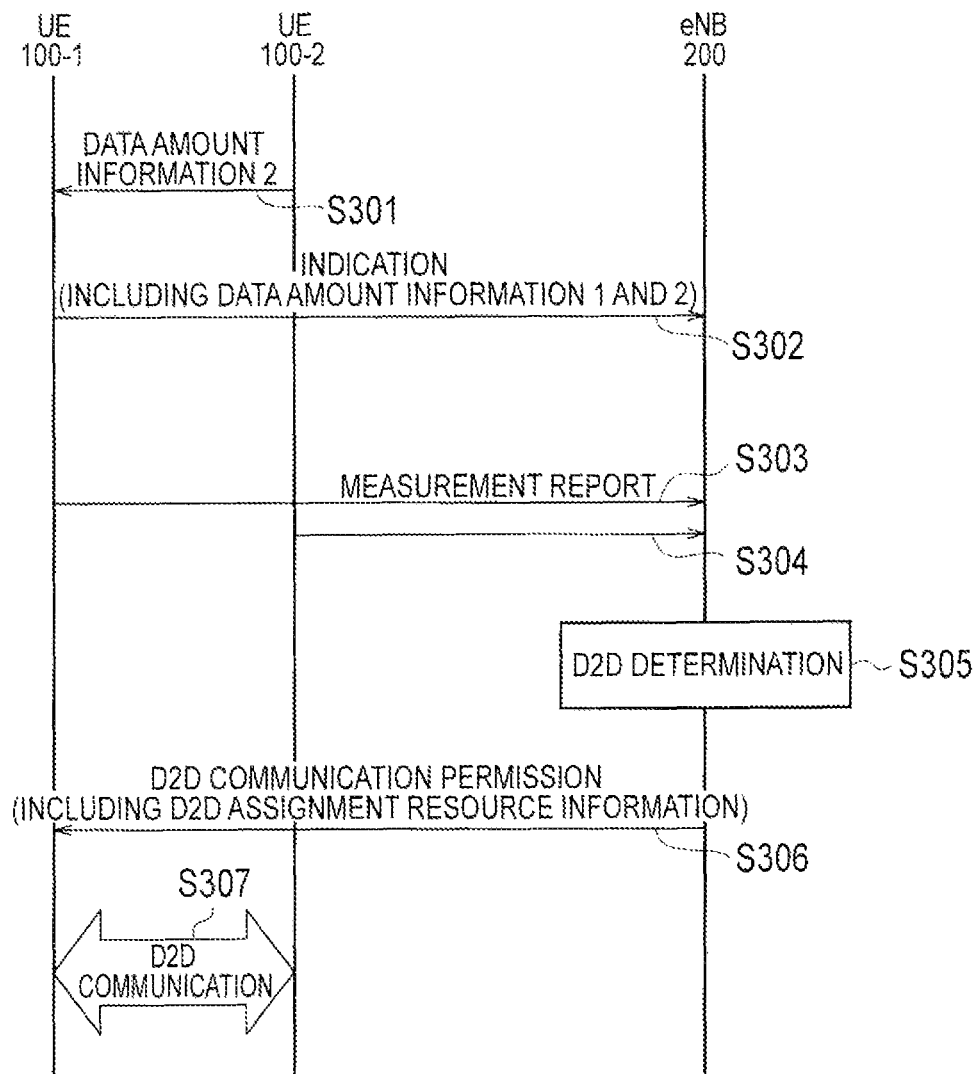 UE
100-1
UE
100-2
eNB
200
DATA AMOUNT
INFORMATION 2
S301
INDICATION
(INCLUDING DATA AMOUNT INFORMATION 1 AND 2)
S302
S303
MEASUREMENT REPORT
S304
D2D DETERMINATION
S305
D2D COMMUNICATION PERMISSION
(INCLUDING D2D ASSIGNMENT RESOURCE INFORMATION)
S306
S307
D2D
COMMUNICATION